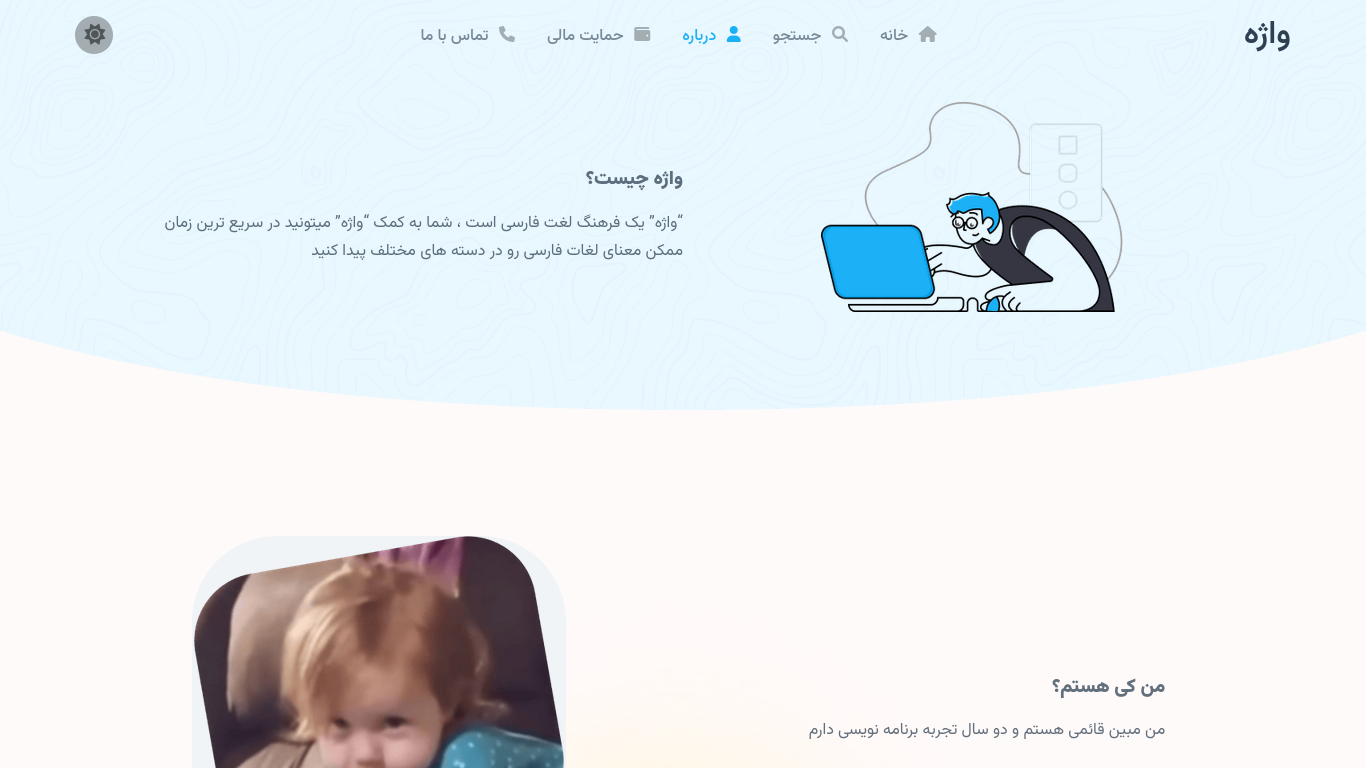 واژه
خانه
جستجو
درباره
حمایت مالی
تماس با ما
واژه چیست؟
“واژه” یک فرهنگ لغت فارسی است ، شما به کمک “واژه” میتونید در سریع ترین زمان
ممکن معنای لغات فارسی رو در دسته های مختلف پیدا کنید
من کی هستم؟
من مبین قائمی هستم و دو سال تجربه برنامه نویسی دارم